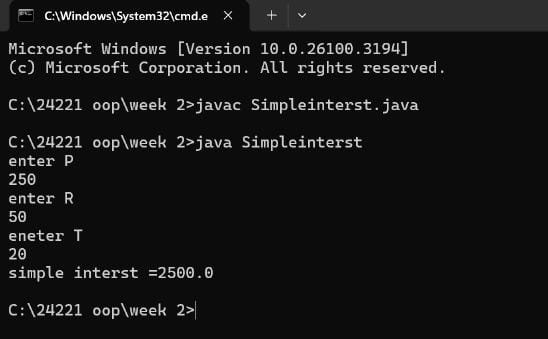 C:\Windows\System32\cmd.e
Microsoft Windows [Version 10.0.26100.3194]
(c) Microsoft Corporation. All rights reserved.
C:\24221 oop\week 2>javac Simpleinterst.java
C:\24221 oop\week 2>java Simpleinterst
enter P
250
enter R
50
eneter T
20
simple interst =2500.0
C:\24221 oop\week 2>